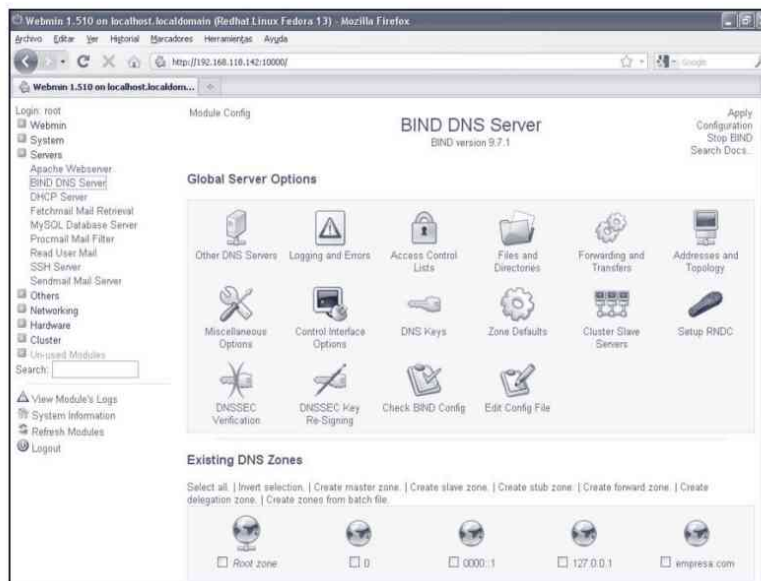 Webmin 1.510 on localhost.localdomain (Redhat Linux Fedora 13) - Mozilla Firefox
Archivo Editar Ver Historial Marcadores Herramientas Ayuda
http://192.168.110.142:10000/
Google
Webmin 1.510 on localhost.localdom...
Login: root
Webmin
System
Servers
Apache Webserver
BIND DNS Server
DHCP Server
Fetchmail Mail Retrieval
MySQL Database Server
Procmail Mail Filter
Read User Mail
SSH Server
Sendmail Mail Server
Others
Networking
Hardware
Cluster
Un-used Modules
Search:
View Module's Logs
System Information
Refresh Modules
Logout
Module Config
BIND DNS Server
BIND version 9.7.1
Apply
Configuration
Stop BIND
Search Docs..
Global Server Options
Other DNS Servers
Logging and Errors
Access Control
Lists
Files and
Directories
Forwarding and
Transfers
Addresses and
Topology
Miscellaneous
Options
Control Interface
Options
DNS Keys
Zone Defaults
Cluster Slave
Servers
Setup RNDC
DNSSEC
Verification
DNSSEC Key
Re-Signing
Check BIND Config
Edit Config File
Existing DNS Zones
Select all. | Invert selection. | Create master zone. | Create slave zone. | Create stub zone. | Create forward zone. | Create
delegation zone. | Create zones from batch file.
Root zone
0
0000::1
127.0.0.1
empresa.com